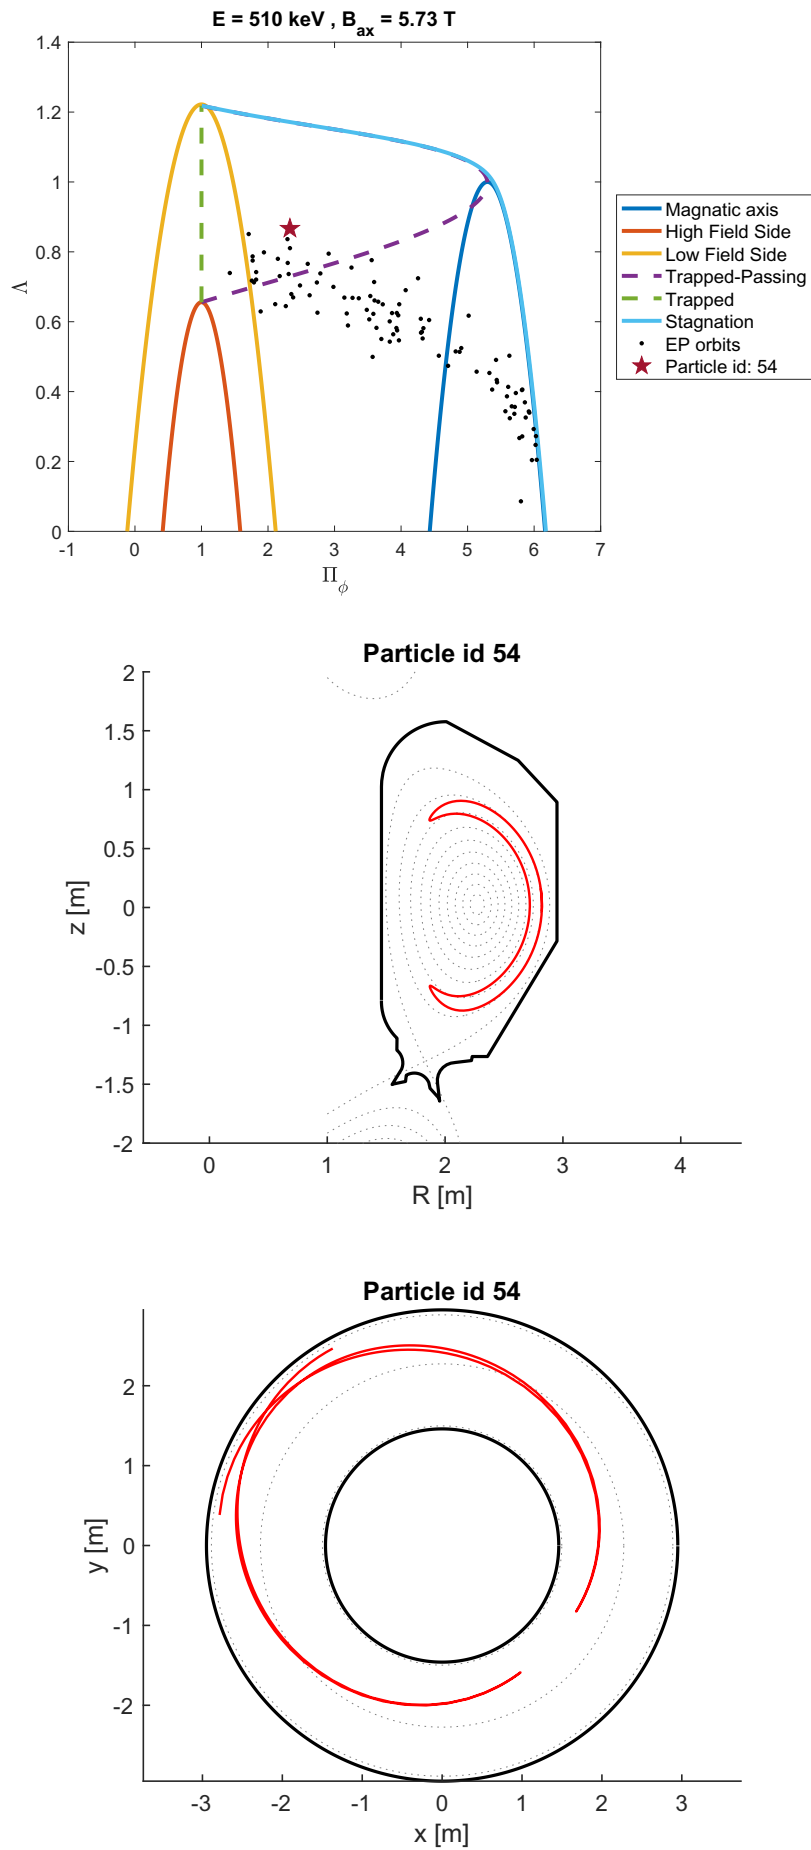 E = 510 keV , B_ax = 5.73 T
1.4
1.2
1
0.8
0.6
0.4
0.2
0
Λ
-1 0 1 2 3 4 5 6 7
Π_ϕ
Magnatic axis
High Field Side
Low Field Side
Trapped-Passing
Trapped
Stagnation
EP orbits
Particle id: 54
Particle id 54
2
1.5
1
0.5
0
-0.5
-1
-1.5
-2
z [m]
0 1 2 3 4
R [m]
Particle id 54
2
1
0
-1
-2
y [m]
-3 -2 -1 0 1 2 3
x [m]